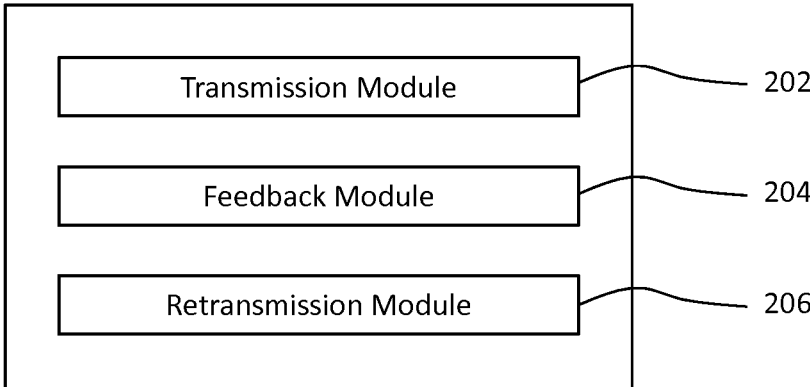 Transmission Module 202
Feedback Module 204
Retransmission Module 206